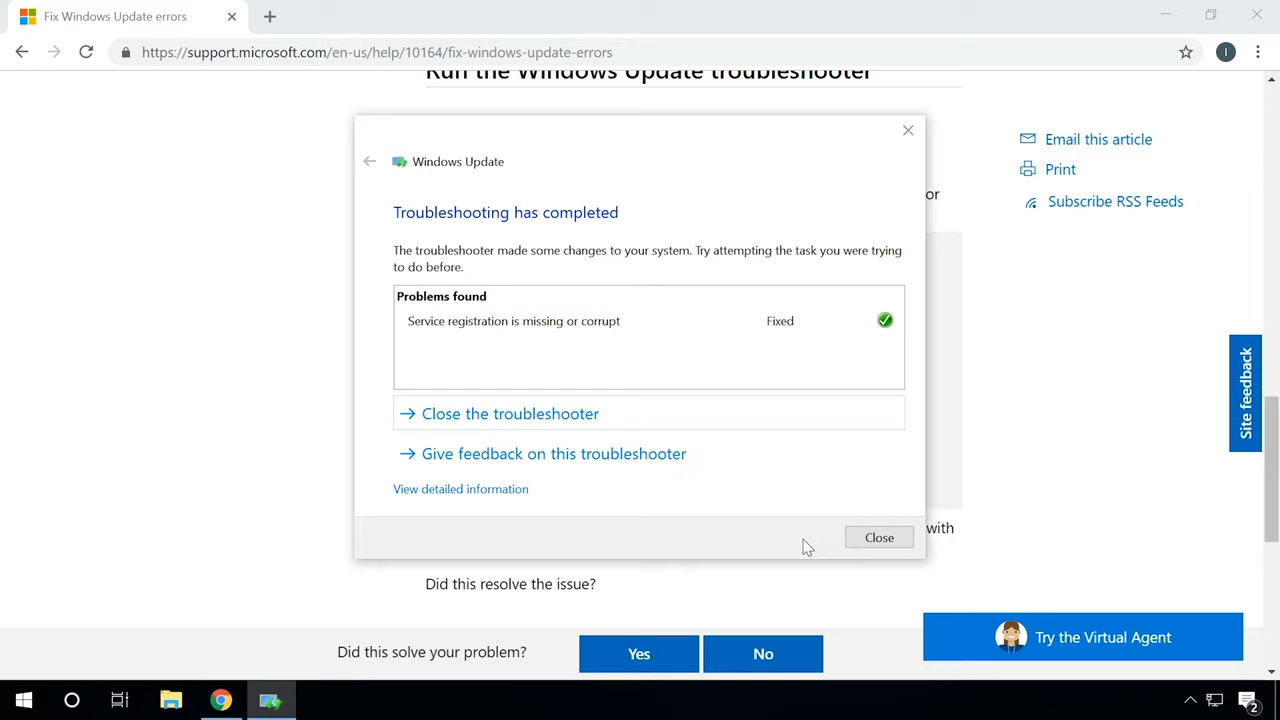 Fix Windows Update errors
https://support.microsoft.com/en-us/help/10164/fix-windows-update-errors
I
Run the Windows Update troubleshooter
Email this article
Print
Subscribe RSS Feeds
Windows Update
or
Troubleshooting has completed
The troubleshooter made some changes to your system. Try attempting the task you were trying
to do before.
Problems found
Service registration is missing or corrupt Fixed
Close the troubleshooter
Give feedback on this troubleshooter
View detailed information
Site feedback
with
Close
Did this resolve the issue?
Did this solve your problem?
Yes
No
Try the Virtual Agent
2